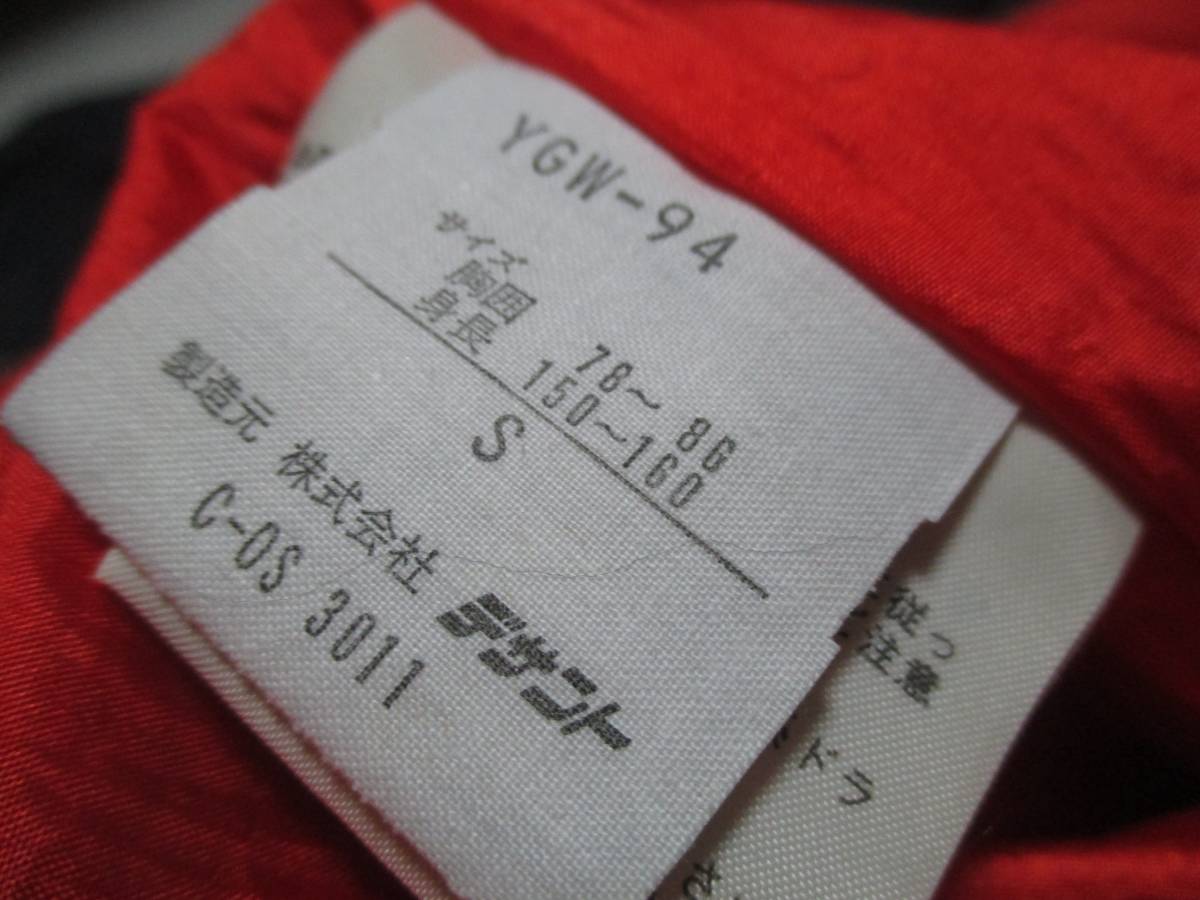 YGW-94
サイズ
胸囲 78～ 86
身長 150～160
S
製造元 株式会社 デサント
C-OS 3011
従っ
注意
ドラ
さ